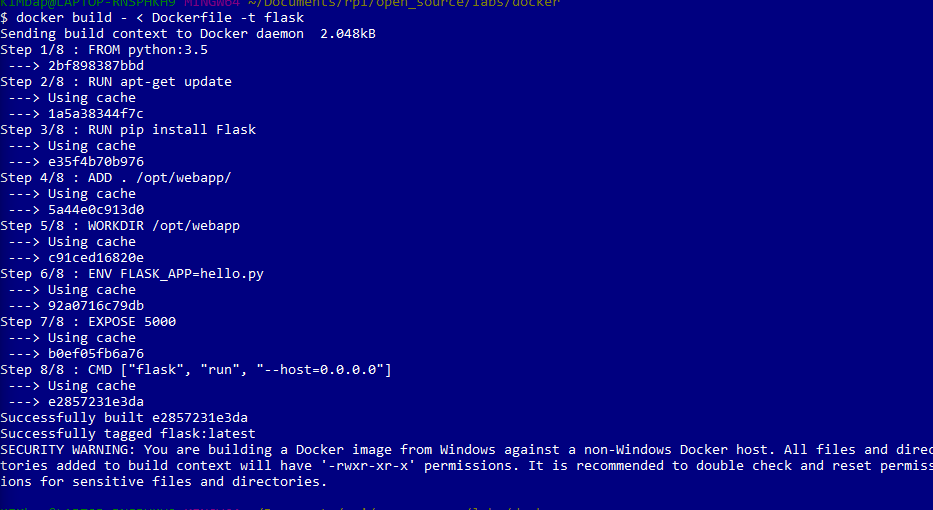 kimbap@LAPTOP-RNSPHKH9 MINGW64 ~/Documents/rpi/open_source/labs/docker
$ docker build - < Dockerfile -t flask
Sending build context to Docker daemon  2.048kB
Step 1/8 : FROM python:3.5
 ---> 2bf898387bbd
Step 2/8 : RUN apt-get update
 ---> Using cache
 ---> 1a5a38344f7c
Step 3/8 : RUN pip install Flask
 ---> Using cache
 ---> e35f4b70b976
Step 4/8 : ADD . /opt/webapp/
 ---> Using cache
 ---> 5a44e0c913d0
Step 5/8 : WORKDIR /opt/webapp
 ---> Using cache
 ---> c91ced16820e
Step 6/8 : ENV FLASK_APP=hello.py
 ---> Using cache
 ---> 92a0716c79db
Step 7/8 : EXPOSE 5000
 ---> Using cache
 ---> b0ef05fb6a76
Step 8/8 : CMD ["flask", "run", "--host=0.0.0.0"]
 ---> Using cache
 ---> e2857231e3da
Successfully built e2857231e3da
Successfully tagged flask:latest
SECURITY WARNING: You are building a Docker image from Windows against a non-Windows Docker host. All files and direc
tories added to build context will have '-rwxr-xr-x' permissions. It is recommended to double check and reset permiss
ions for sensitive files and directories.